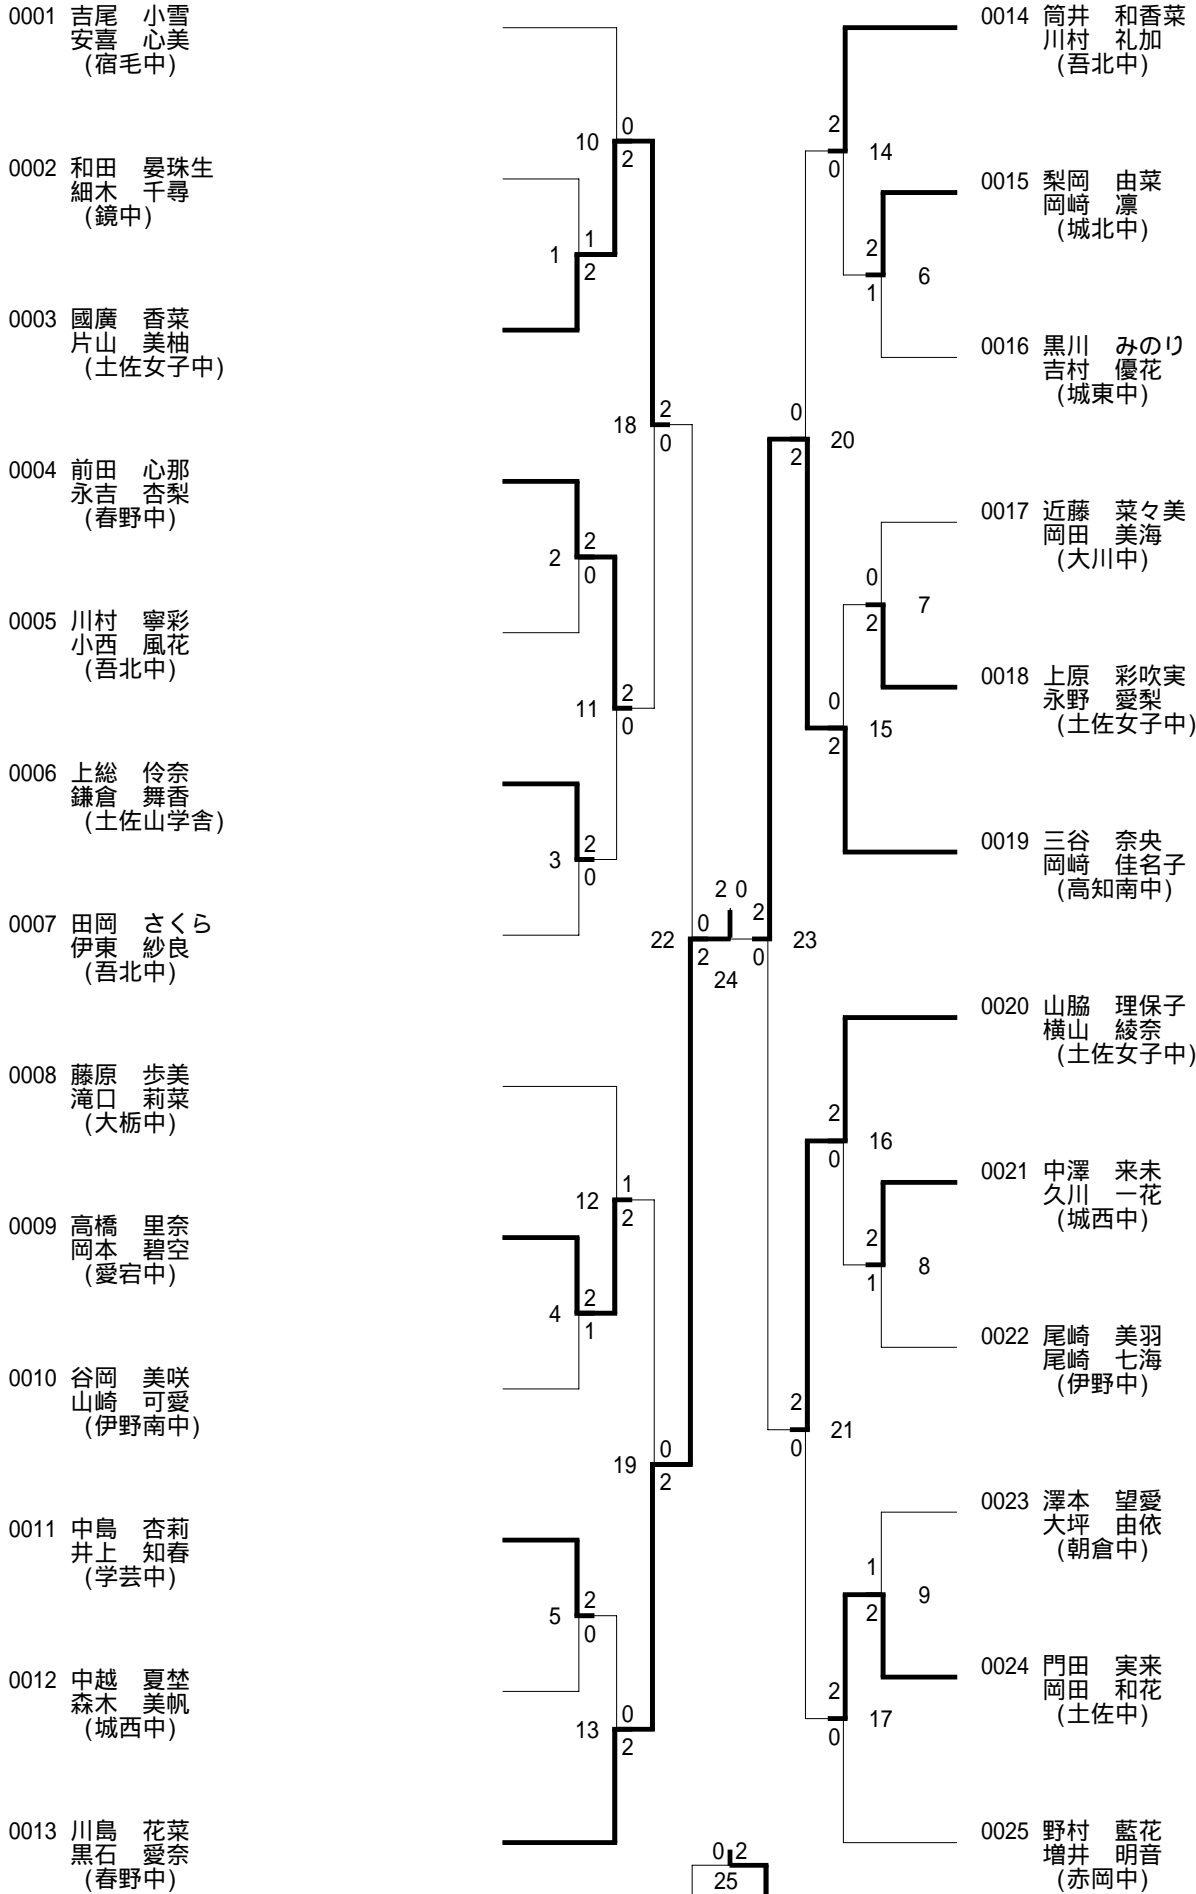 0001 吉尾　小雪
安喜　心美
(宿毛中)
0002 和田　晏珠生
細木　千尋
(鏡中)
0003 國廣　香菜
片山　美柚
(土佐女子中)
0004 前田　心那
永吉　杏梨
(春野中)
0005 川村　寧彩
小西　風花
(吾北中)
0006 上総　伶奈
鎌倉　舞香
(土佐山学舎)
0007 田岡　さくら
伊東　紗良
(吾北中)
0008 藤原　歩美
滝口　莉菜
(大栃中)
0009 高橋　里奈
岡本　碧空
(愛宕中)
0010 谷岡　美咲
山崎　可愛
(伊野南中)
0011 中島　杏莉
井上　知春
(学芸中)
0012 中越　夏埜
森木　美帆
(城西中)
0013 川島　花菜
黒石　愛奈
(春野中)
10
0
2
1
1
2
18
2
0
2
2
0
11
2
0
3
2
0
22
0
2
12
1
2
4
2
1
19
0
2
5
2
0
13
0
2
2 0
24
0 2
25
2
0
14
2
1
6
0
2
20
0
2
7
0
2
15
2
0
23
2
0
16
2
1
8
2
0
21
1
2
9
2
0
17
0014 筒井　和香菜
川村　礼加
(吾北中)
0015 梨岡　由菜
岡﨑　凛
(城北中)
0016 黒川　みのり
吉村　優花
(城東中)
0017 近藤　菜々美
岡田　美海
(大川中)
0018 上原　彩吹実
永野　愛梨
(土佐女子中)
0019 三谷　奈央
岡﨑　佳名子
(高知南中)
0020 山脇　理保子
横山　綾奈
(土佐女子中)
0021 中澤　来未
久川　一花
(城西中)
0022 尾崎　美羽
尾崎　七海
(伊野中)
0023 澤本　望愛
大坪　由依
(朝倉中)
0024 門田　実来
岡田　和花
(土佐中)
0025 野村　藍花
増井　明音
(赤岡中)